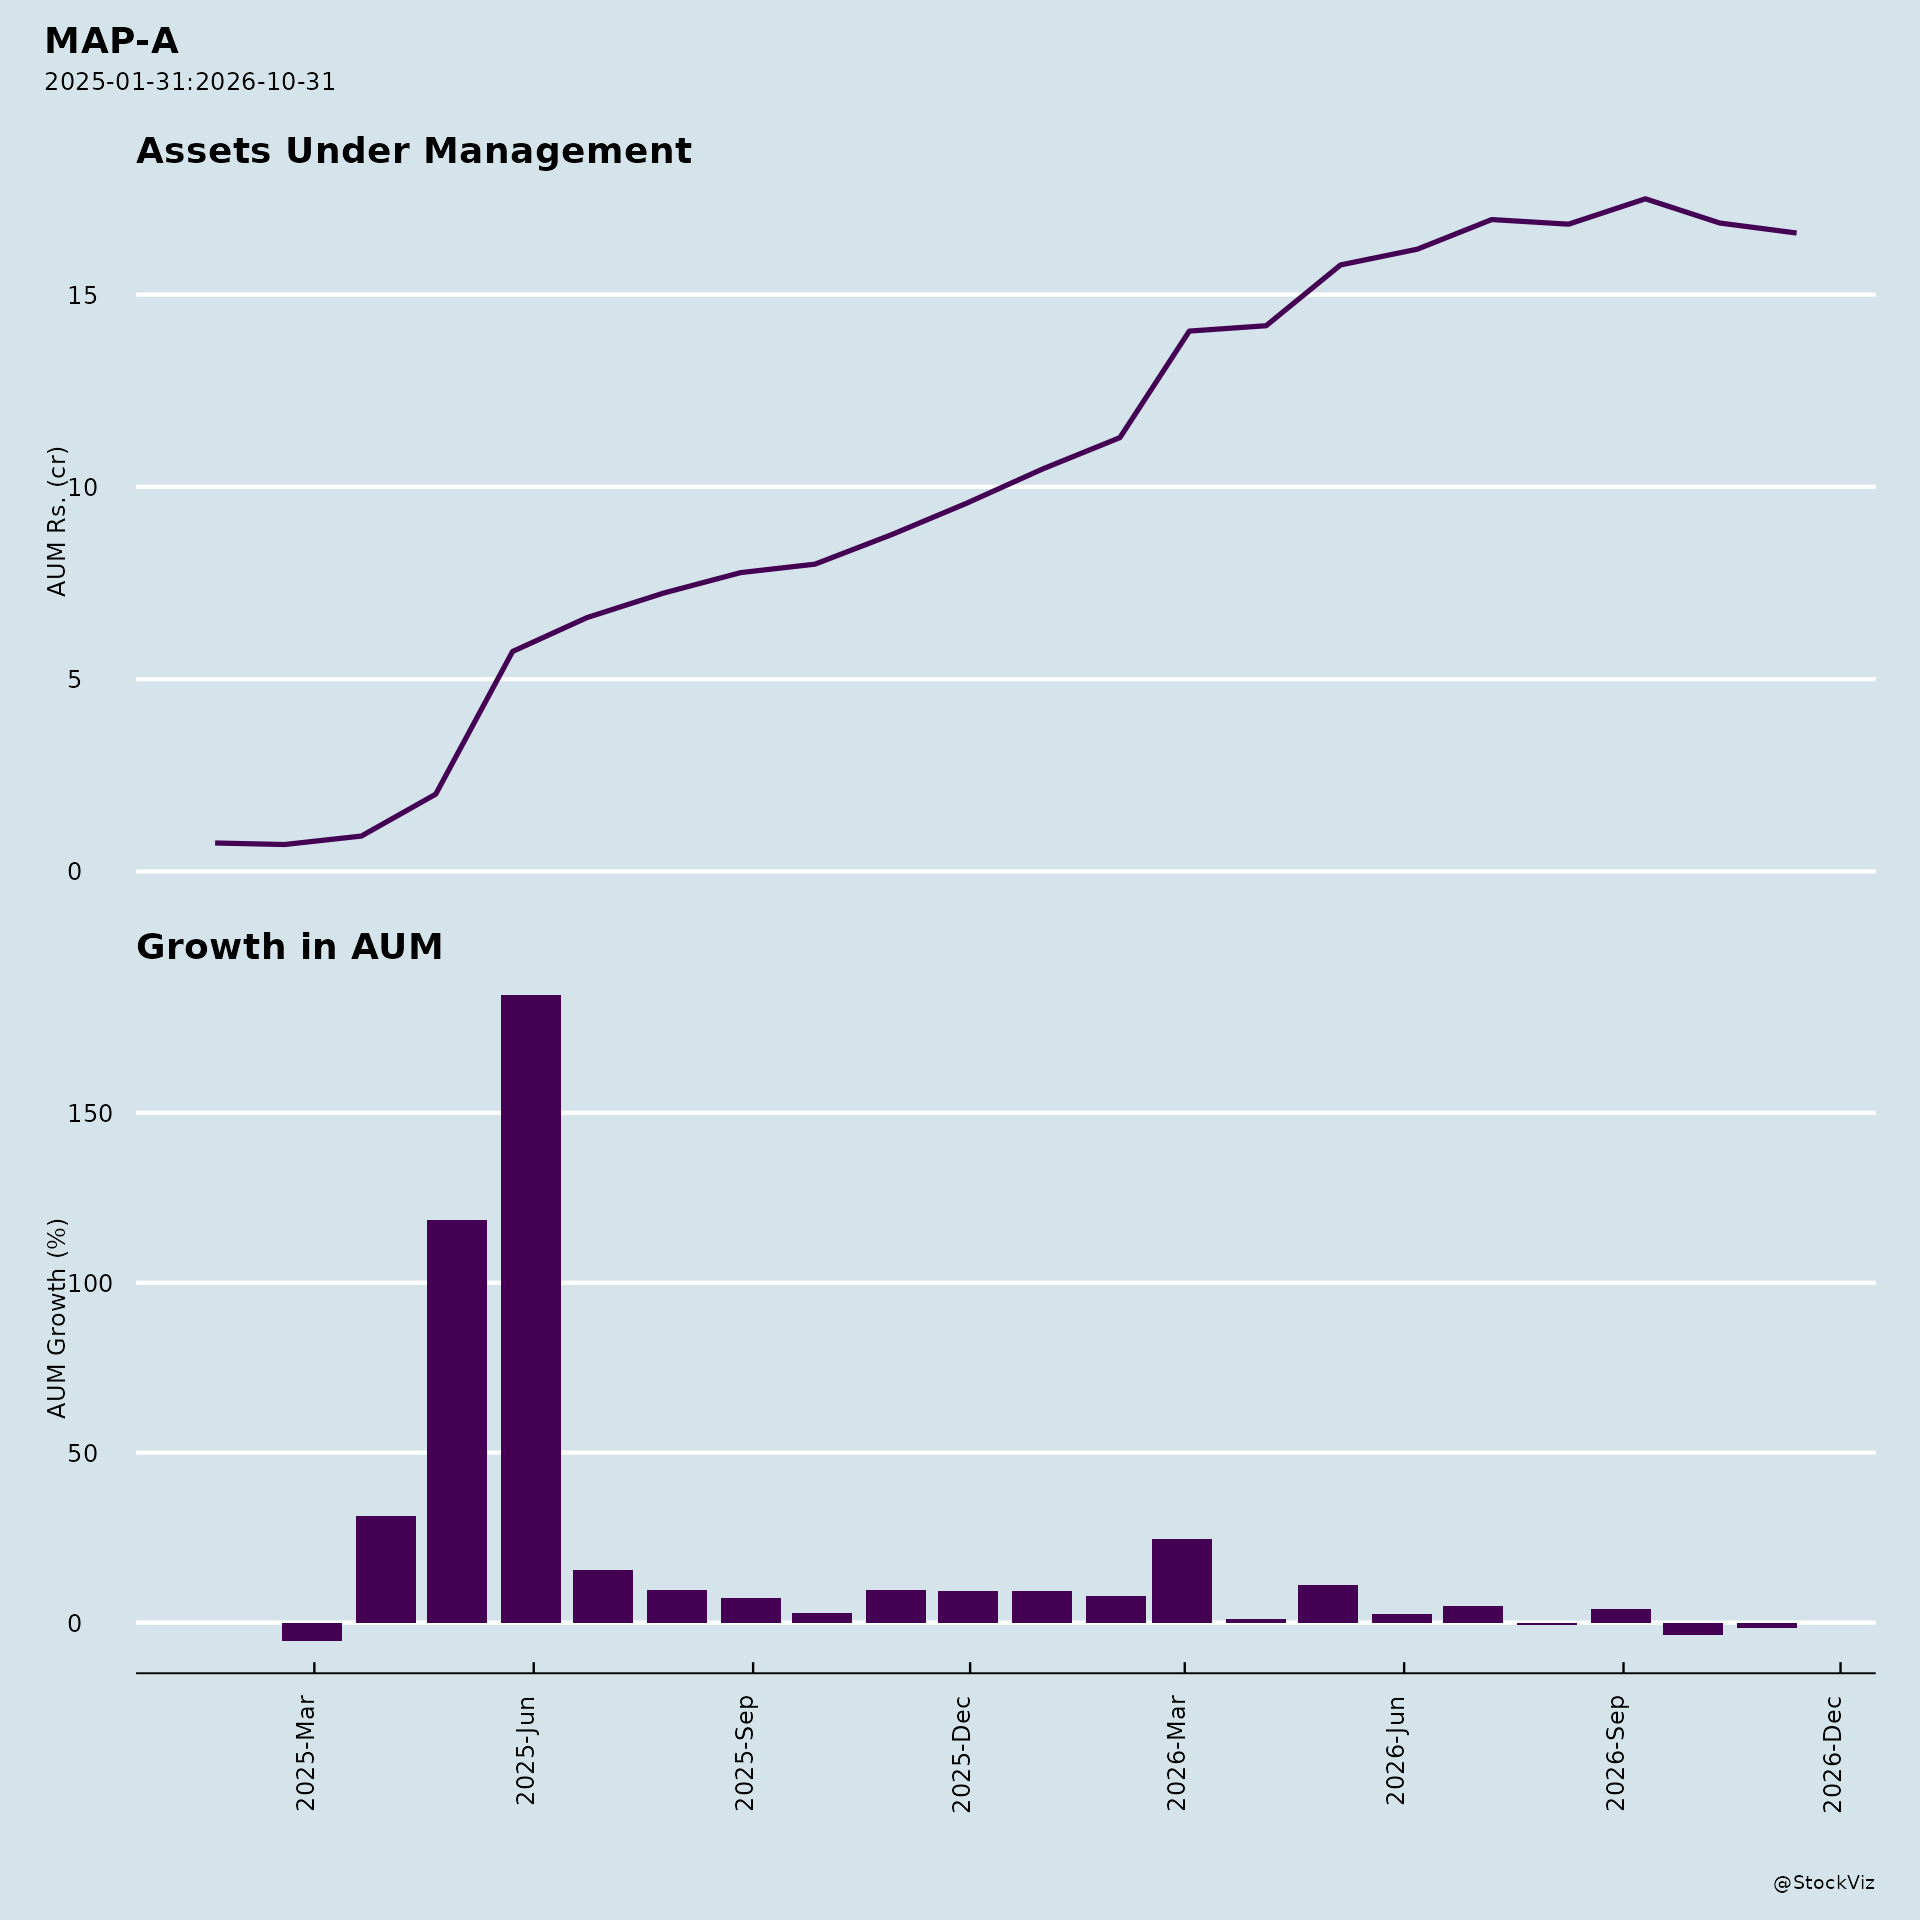 MAP-A
2025-01-31:2026-10-31
Assets Under Management
AUM Rs. (cr)
15
10
5
0
Growth in AUM
AUM Growth (%)
150
100
50
0
2025-Mar
2025-Jun
2025-Sep
2025-Dec
2026-Mar
2026-Jun
2026-Sep
2026-Dec
@StockViz